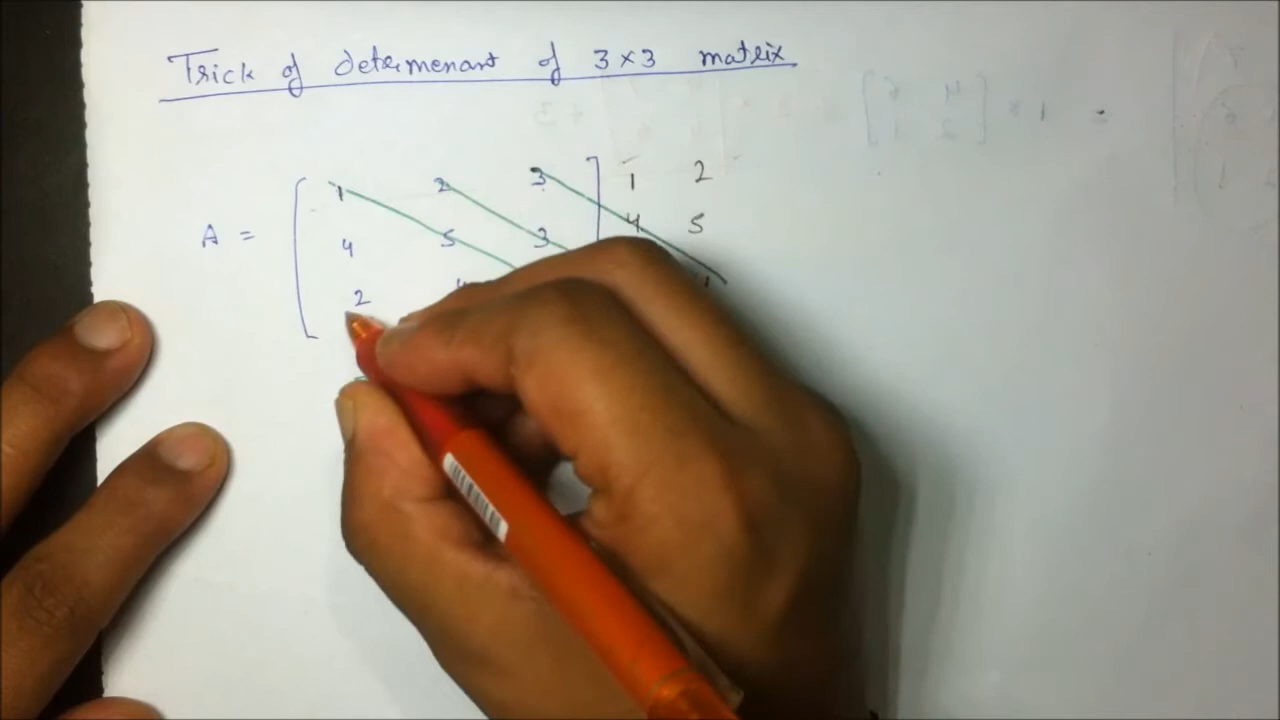 Trick of determenant of 3×3 matrix
1 2 3 1 2
A = 4 5 3 4 5
2